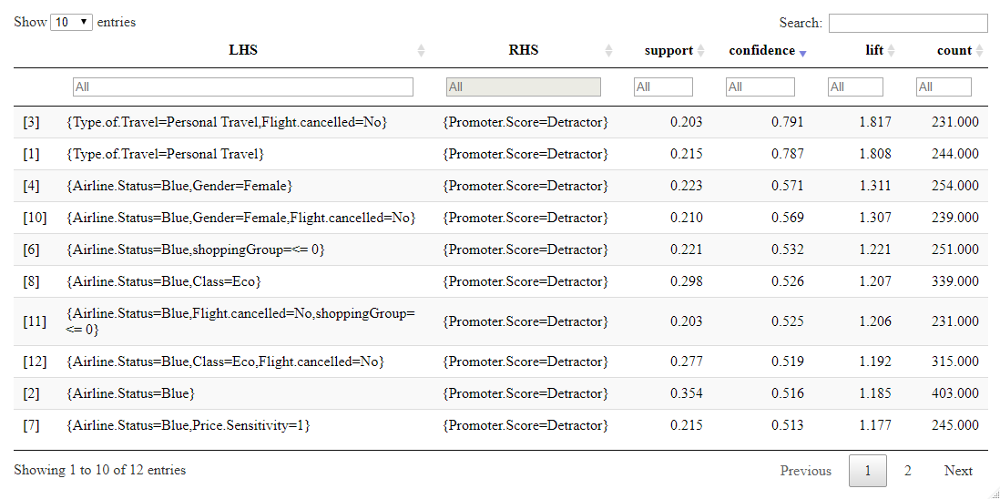 Show 10 entries Search:
LHS RHS support confidence lift count
All All All All All All
[3] {Type.of.Travel=Personal Travel,Flight.cancelled=No} {Promoter.Score=Detractor} 0.203 0.791 1.817 231.000
[1] {Type.of.Travel=Personal Travel} {Promoter.Score=Detractor} 0.215 0.787 1.808 244.000
[4] {Airline.Status=Blue,Gender=Female} {Promoter.Score=Detractor} 0.223 0.571 1.311 254.000
[10] {Airline.Status=Blue,Gender=Female,Flight.cancelled=No} {Promoter.Score=Detractor} 0.210 0.569 1.307 239.000
[6] {Airline.Status=Blue,shoppingGroup=<= 0} {Promoter.Score=Detractor} 0.221 0.532 1.221 251.000
[8] {Airline.Status=Blue,Class=Eco} {Promoter.Score=Detractor} 0.298 0.526 1.207 339.000
[11] {Airline.Status=Blue,Flight.cancelled=No,shoppingGroup=
<= 0} {Promoter.Score=Detractor} 0.203 0.525 1.206 231.000
[12] {Airline.Status=Blue,Class=Eco,Flight.cancelled=No} {Promoter.Score=Detractor} 0.277 0.519 1.192 315.000
[2] {Airline.Status=Blue} {Promoter.Score=Detractor} 0.354 0.516 1.185 403.000
[7] {Airline.Status=Blue,Price.Sensitivity=1} {Promoter.Score=Detractor} 0.215 0.513 1.177 245.000
Showing 1 to 10 of 12 entries Previous 1 2 Next